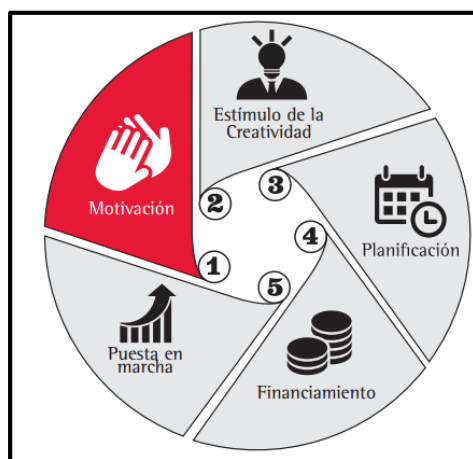 Estímulo de la
Creatividad
Motivación
Planificación
Puesta en
marcha
Financiamiento
1
2
3
4
5